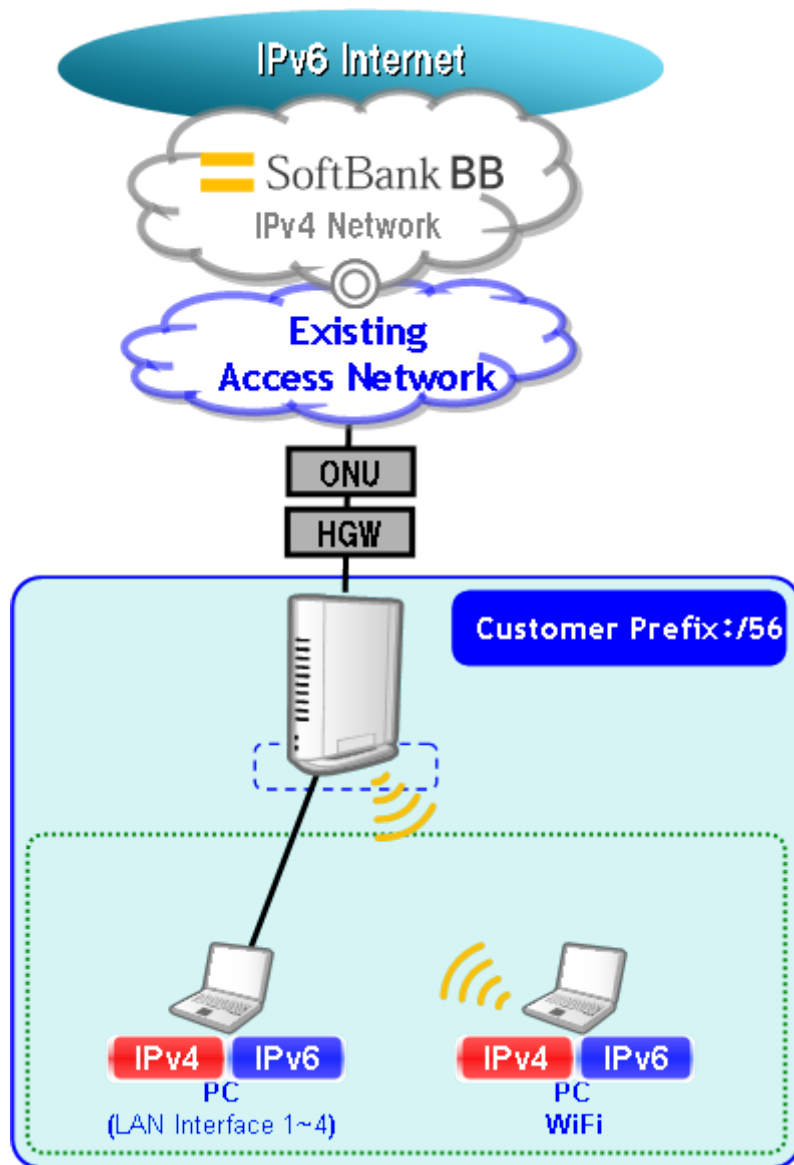 IPv6 Internet
SoftBank BB
IPv4 Network
Existing
Access Network
ONU
HGW
Customer Prefix:/56
IPv4 IPv6
PC
(LAN Interface 1~4)
IPv4 IPv6
PC
WiFi